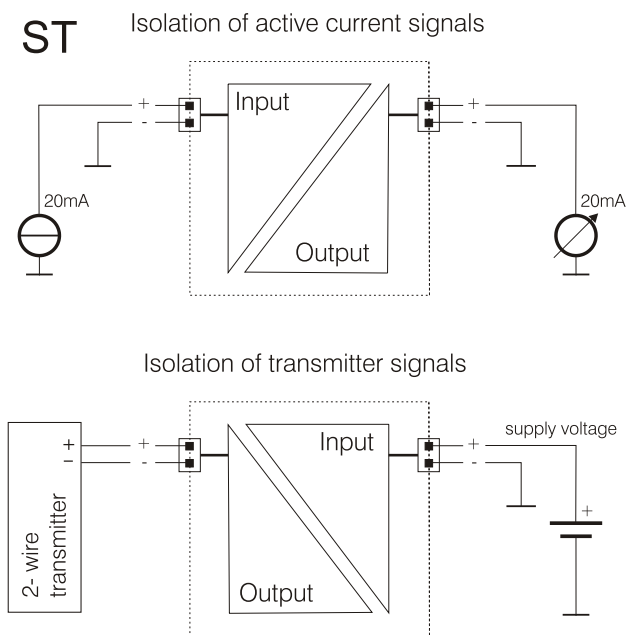 ST
Isolation of active current signals
+ + 
Input
- -
20mA 20mA
Output
Isolation of transmitter signals
supply voltage
+ + Input +
- - -
+
2- wire
transmitter
Output